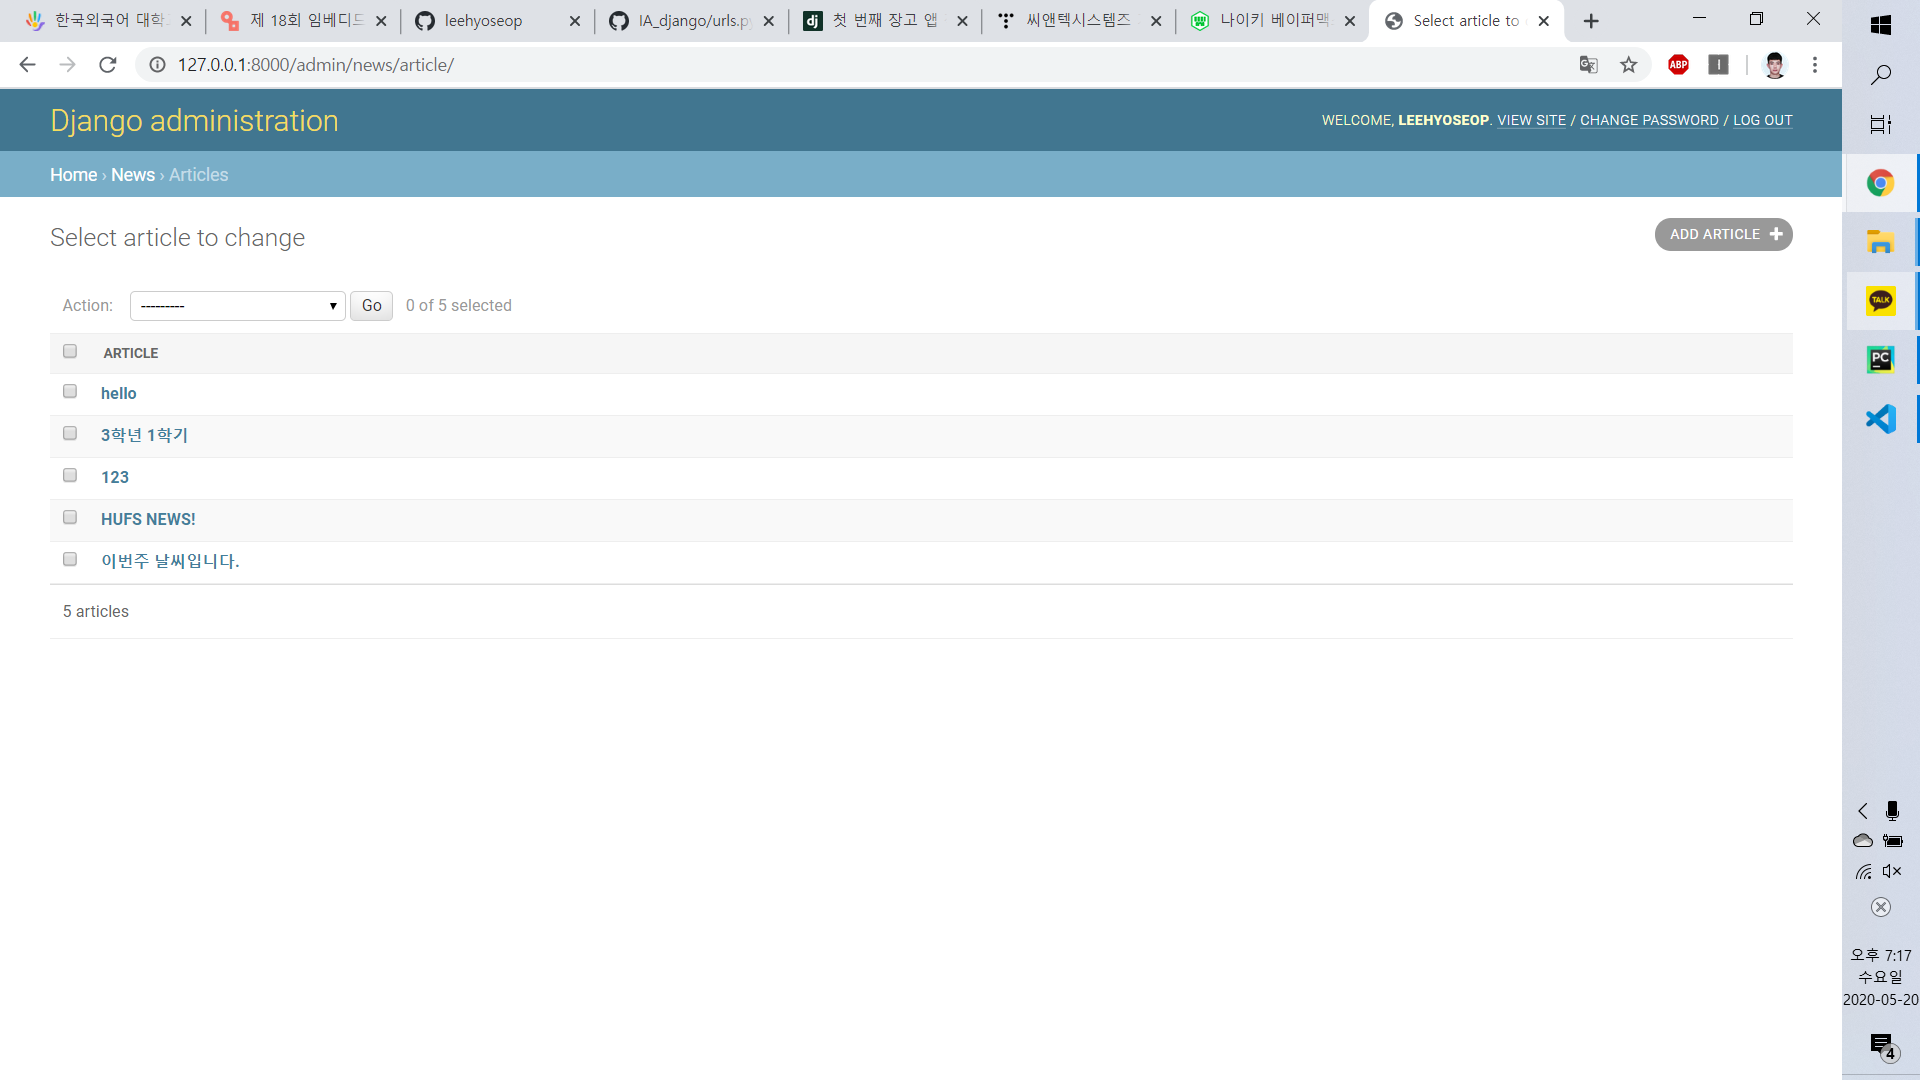 한국외국어 대학
제 18회 임베디드
leehyoseop
IA_django/urls.py
첫 번째 장고 앱
씨앤텍시스템즈
나이키 베이퍼맥
Select article to
127.0.0.1:8000/admin/news/article/
ABP
Django administration
WELCOME, LEEHYOSEOP. VIEW SITE / CHANGE PASSWORD / LOG OUT
Home › News › Articles
Select article to change
ADD ARTICLE +
Action: --------- Go 0 of 5 selected
ARTICLE
hello
3학년 1학기
123
HUFS NEWS!
이번주 날씨입니다.
5 articles
TALK
PC
오후 7:17
수요일
2020-05-20
4